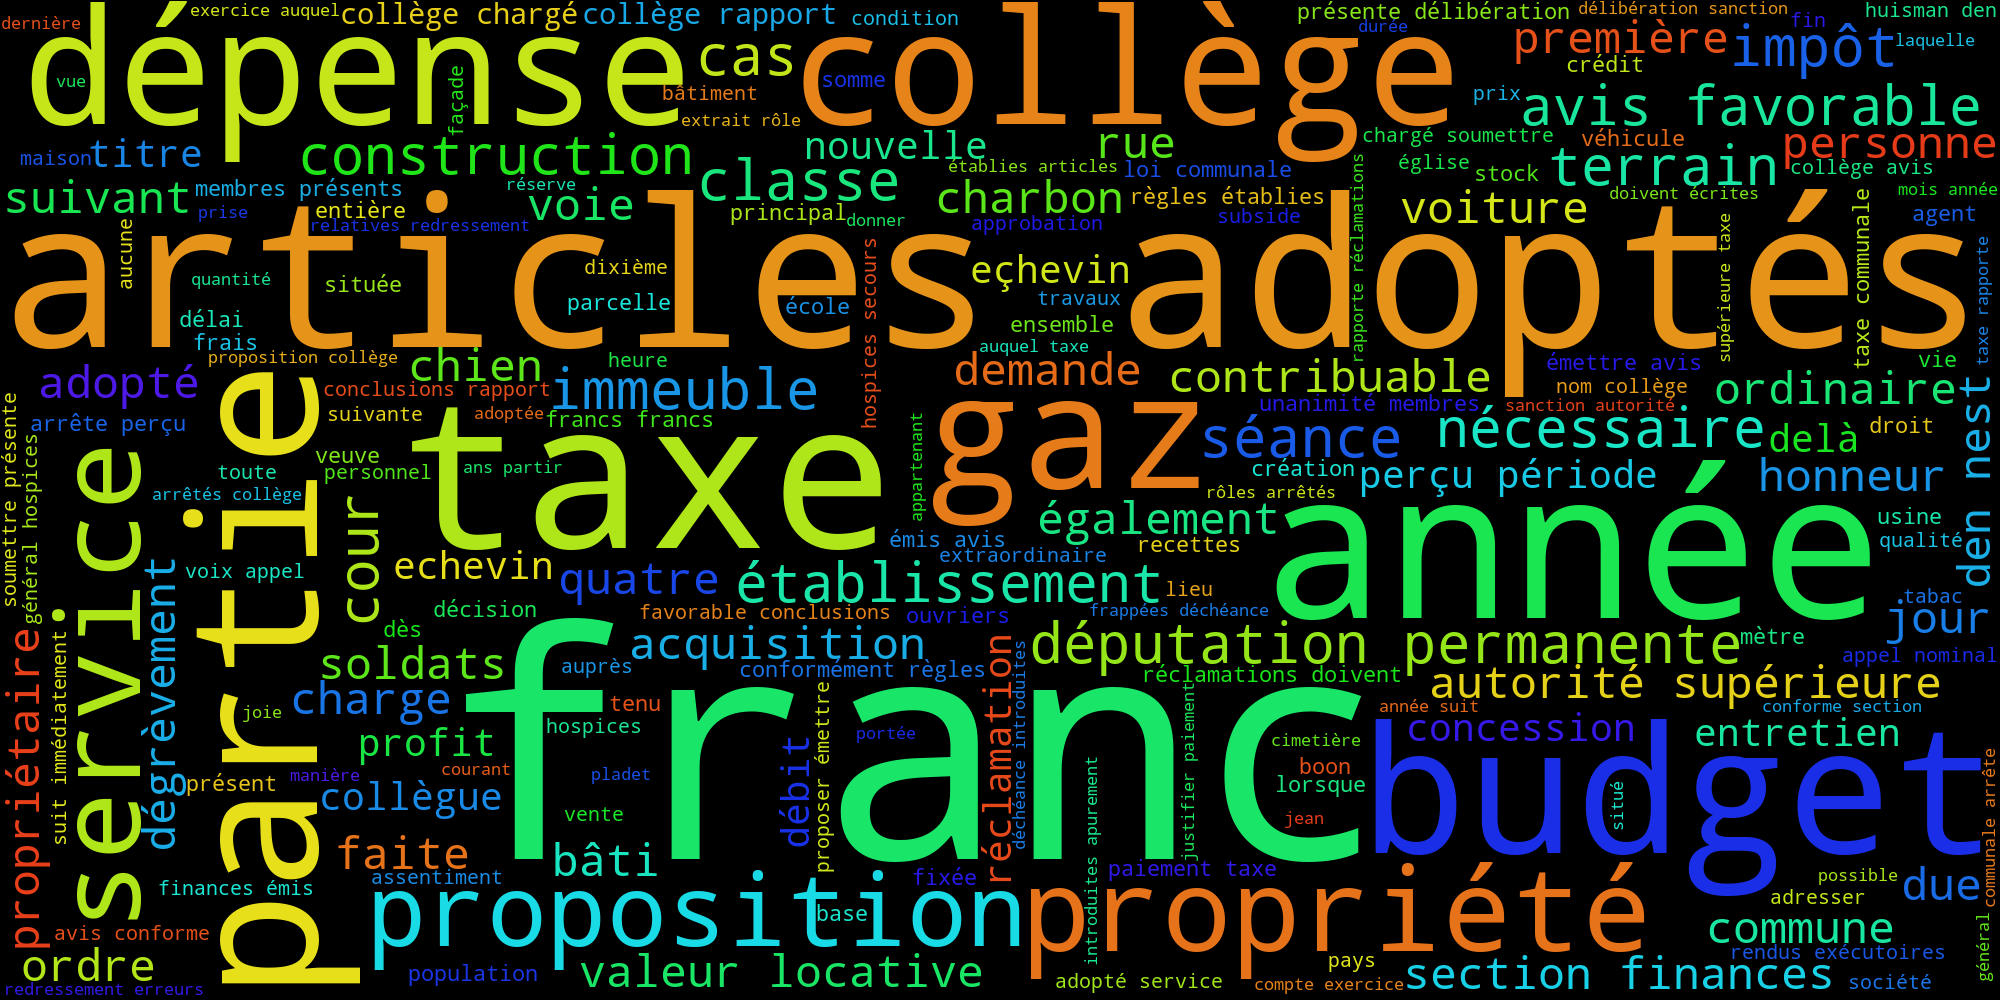 dernière
exercice auquel
collège chargé
collège rapport
condition
présente délibération
délibération sanction
huisman den
fin
durée
dépense
collège
cas
première
impôt
laquelle
vue
façade
bâtiment
somme
crédit
extrait rôle
prix
avis favorable
maison
titre
construction
nouvelle
rue
chargé soumettre
véhicule
personne
établies articles
loi communale
église
stock
terrain
collège avis
suivant
membres présents
réserve
voie
classe
charbon
règles établies
voiture
doivent écrites
mois année
prise
entière
relatives redressement
principal
donner
approbation
subside
agent
aucune
articles adoptés
rapporte réclamations
supérieure taxe
taxe communale
taxe rapporte
quantité
située
dixième
parcelle
école
hospices secours
eçhevin
travaux
ensemble
délai
frais
proposition collège
chien
heure
auquel taxe
demande
émettre avis
vie
adopté
conclusions rapport
immeuble
contribuable
nom collège
ordinaire
arrête perçu
suivante
adoptée
francs francs
unanimité membres
sanction autorité
soumettre présente
général hospices
service
partie
taxe
gaz
séance
nécessaire
delà
droit
den nest
veuve
toute
personnel
ans partir
appartenant
création
perçu période
honneur
arrêtés collège
cour
rôles arrêtés
année
également
usine
qualité
émis avis
extraordinaire
recettes
voix appel
echevin
quatre
établissement
lieu
dégrèvement
décision
favorable conclusions
ouvriers
frappées déchéance
tabac
jour
dès
acquisition
députation permanente
mètre
propriétaire
suit immédiatement
soldats
auprès
conformément règles
réclamation
déchéance introduites
réclamations doivent
appel nominal
autorité supérieure
joie
charge
franc
tenu
hospices
proposer émettre
portée
justifier paiement
année suit
conforme section
concession
entretien
profit
débit
cimetière
boon
lorsque
budget
présent
manière
courant
pladet
collègue
vente
jean
situé
introduites apurement
communale arrête
faite
bâti
assentiment
fixée
paiement taxe
possible
due
finances émis
proposition
base
propriété
adresser
commune
avis conforme
ordre
population
valeur locative
pays
rendus exécutoires
général
redressement erreurs
adopté service
compte exercice
section finances
société